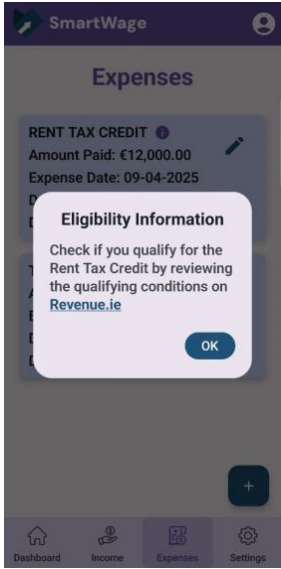 SmartWage
Expenses
RENT TAX CREDIT
Amount Paid: €12,000.00
Expense Date: 09-04-2025
Eligibility Information
Check if you qualify for the
Rent Tax Credit by reviewing
the qualifying conditions on
Revenue.ie
OK
+
Dashboard Income Expenses Settings